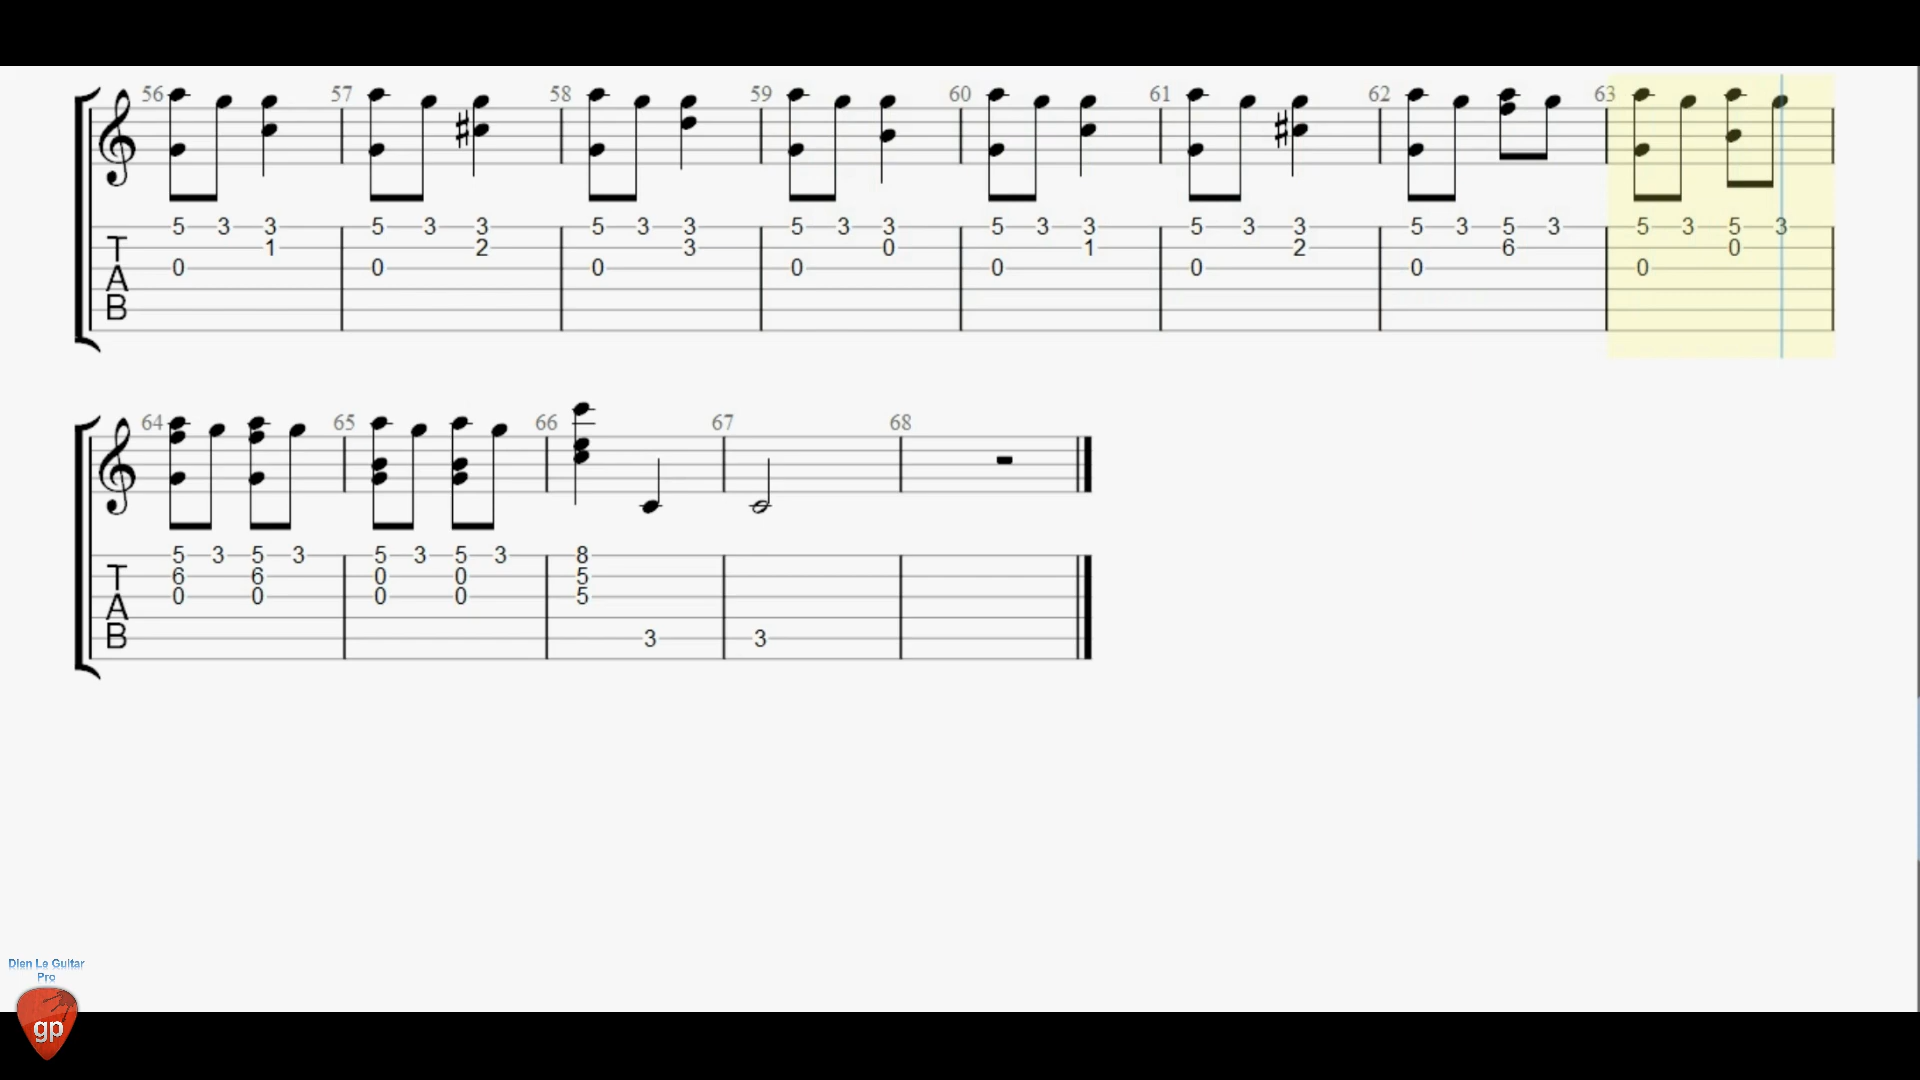 56 57 58 59 60 61 62 63
5 3 3 5 3 3 5 3 3 5 3 3 5 3 3 5 3 3 5 3 5 3 5 3 5 3
T 1 2 3 0 1 2 6 0
A 0 0 0 0 0 0 0 0
B
64 65 66 67 68
5 3 5 3 5 3 5 3 8
T 6 6 0 0 5
A 0 0 0 0 5
B 3 3
Dien Le Guitar
Pro
gp